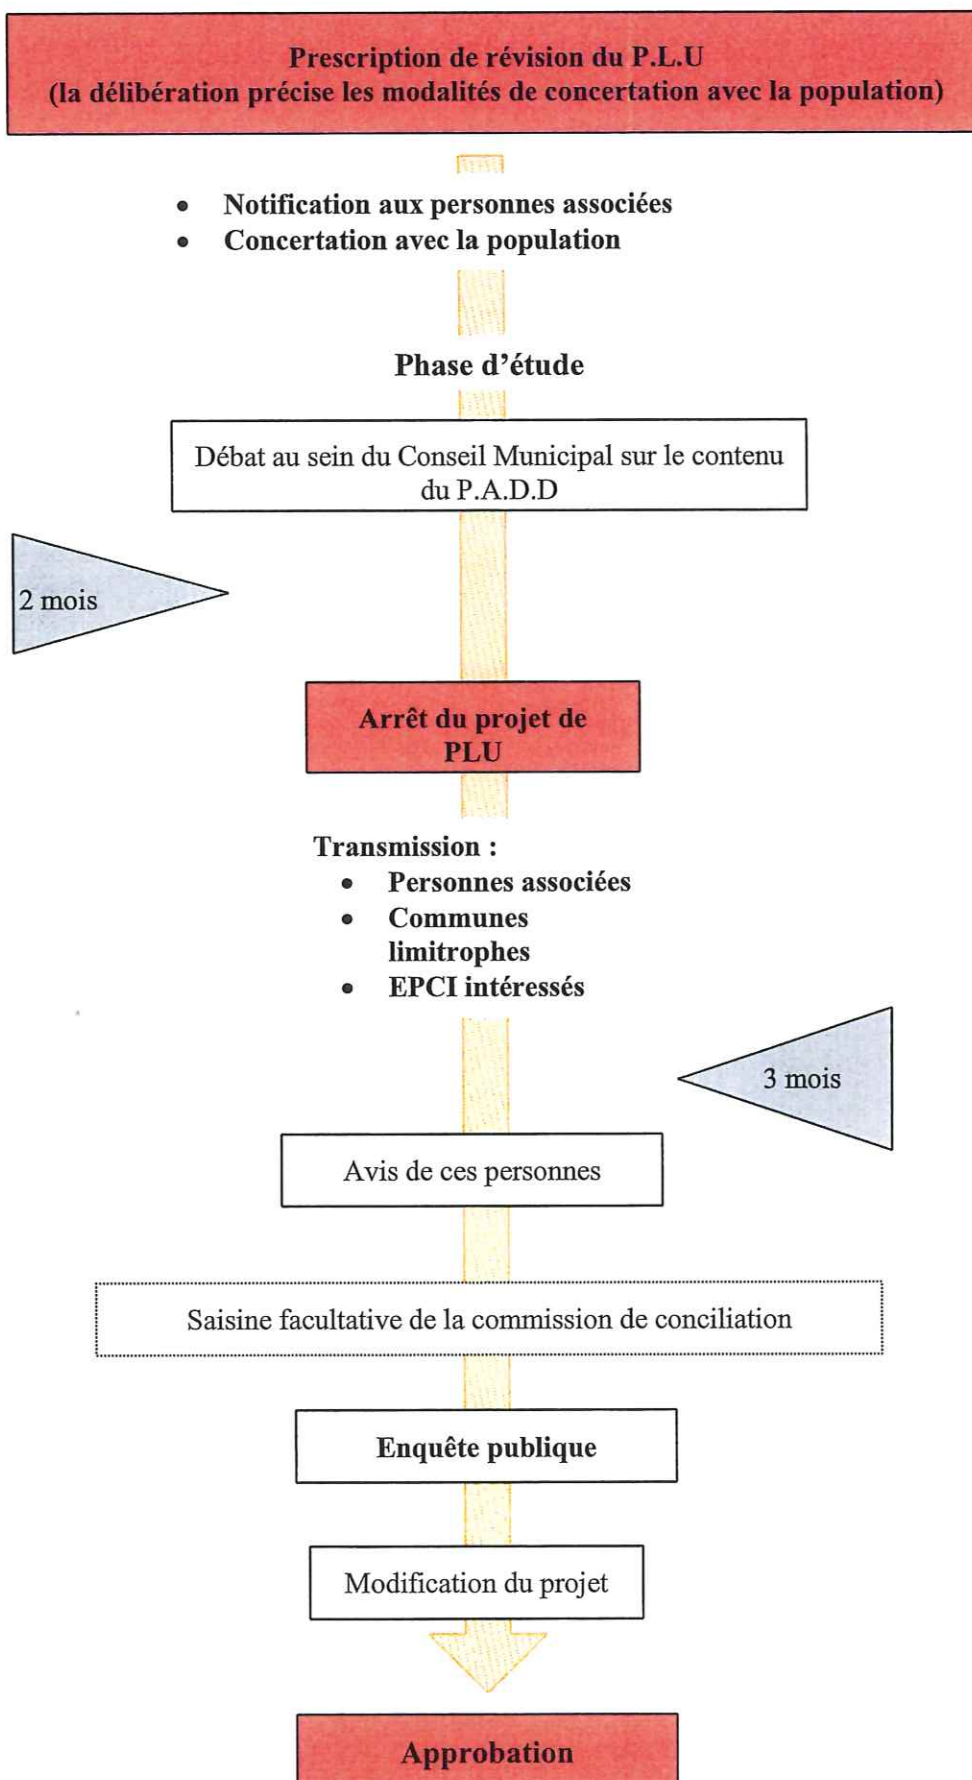 Prescription de révision du P.L.U
(la délibération précise les modalités de concertation avec la population)
• Notification aux personnes associées
• Concertation avec la population
Phase d’étude
Débat au sein du Conseil Municipal sur le contenu
du P.A.D.D
2 mois
Arrêt du projet de
PLU
Transmission :
• Personnes associées
• Communes
limitrophes
• EPCI intéressés
3 mois
Avis de ces personnes
Saisine facultative de la commission de conciliation
Enquête publique
Modification du projet
Approbation